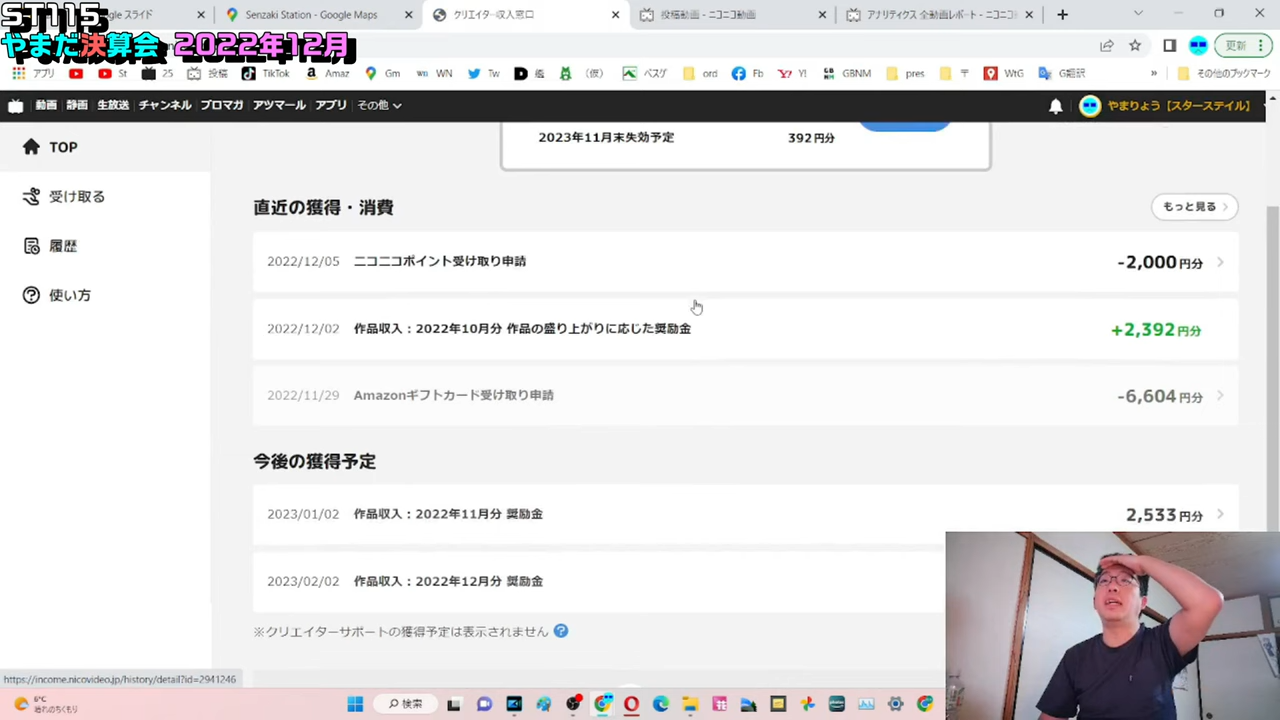 ST115
やまだ決算会 2022年12月
gle スライド
Senzaki Station - Google Maps
クリエイター収入窓口
投稿動画 - ニコニコ動画
アナリティクス 全動画レポート - ニコニコ
更新
アプリ
St
25
投稿
TikTok
Amaz
Gm
WN
Tw
艦
(仮)
ベスゲ
ord
Fb
Y!
GBNM
pres
〒
WtG
G翻訳
»
その他のブックマーク
動画 静画 生放送 チャンネル ブロマガ アツマール アプリ その他
やまりょう【スターステイル】
TOP
受け取る
履歴
使い方
2023年11月末失効予定 392円分
直近の獲得・消費
もっと見る
2022/12/05 ニコニコポイント受け取り申請 -2,000円分
2022/12/02 作品収入：2022年10月分 作品の盛り上がりに応じた奨励金 +2,392円分
2022/11/29 Amazonギフトカード受け取り申請 -6,604円分
今後の獲得予定
2023/01/02 作品収入：2022年11月分 奨励金 2,533円分
2023/02/02 作品収入：2022年12月分 奨励金
※クリエイターサポートの獲得予定は表示されません
https://income.nicovideo.jp/history/detail?id=2941246
6°C
晴れのちくもり
検索